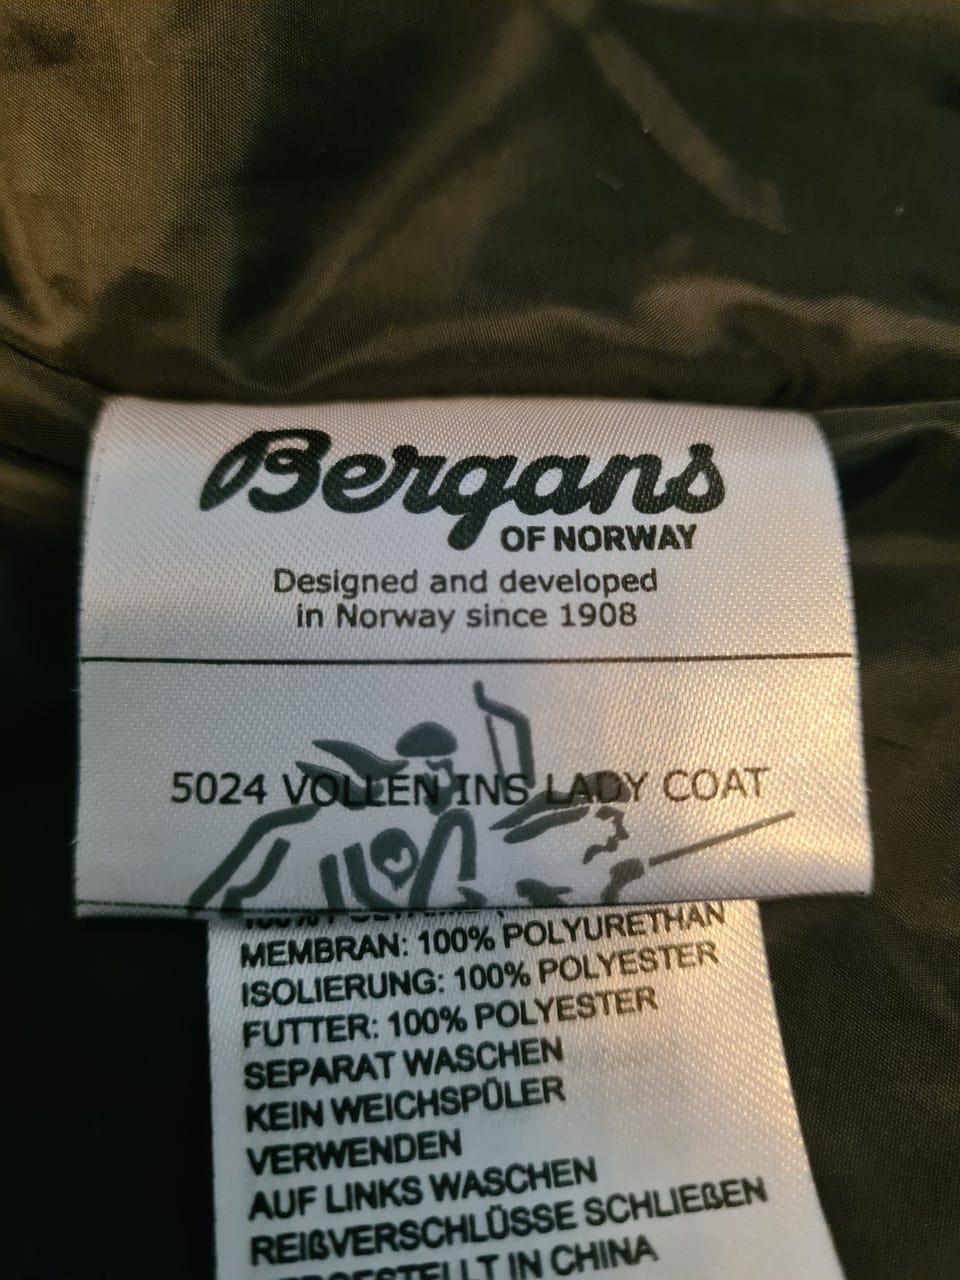 Bergans
OF NORWAY
Designed and developed
in Norway since 1908
5024 VOLLEN INS LADY COAT
MEMBRAN: 100% POLYURETHAN
ISOLIERUNG: 100% POLYESTER
FUTTER: 100% POLYESTER
SEPARAT WASCHEN
KEIN WEICHSPÜLER
VERWENDEN
AUF LINKS WASCHEN
REIßVERSCHLÜSSE SCHLIEßEN
HERGESTELLT IN CHINA